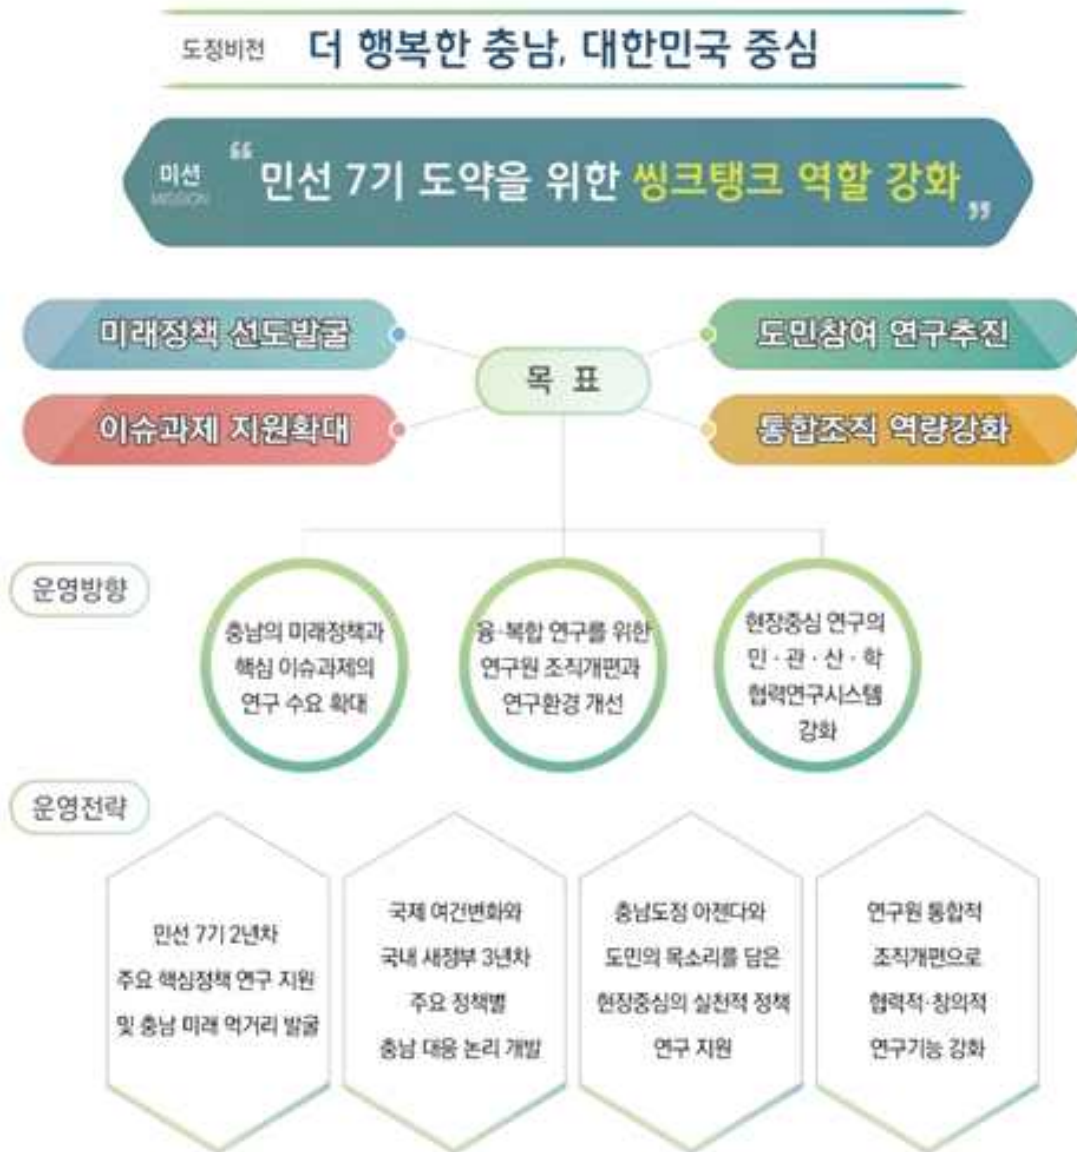 도정비전 더 행복한 충남, 대한민국 중심
미션 “ 민선 7기 도약을 위한 씽크탱크 역할 강화 ”
MISSION
미래정책 선도발굴
도민참여 연구추진
목 표
이슈과제 지원확대
통합조직 역량강화
운영방향
충남의 미래정책과
핵심 이슈과제의
연구 수요 확대
융·복합 연구를 위한
연구원 조직개편과
연구환경 개선
현장중심 연구의
민·관·산·학
협력연구시스템
강화
운영전략
민선 7기 2년차
주요 핵심정책 연구 지원
및 충남 미래 먹거리 발굴
국제 여건변화와
국내 새정부 3년차
주요 정책별
충남 대응 논리 개발
충남도정 아젠다와
도민의 목소리를 담은
현장중심의 실천적 정책
연구 지원
연구원 통합적
조직개편으로
협력적·창의적
연구기능 강화